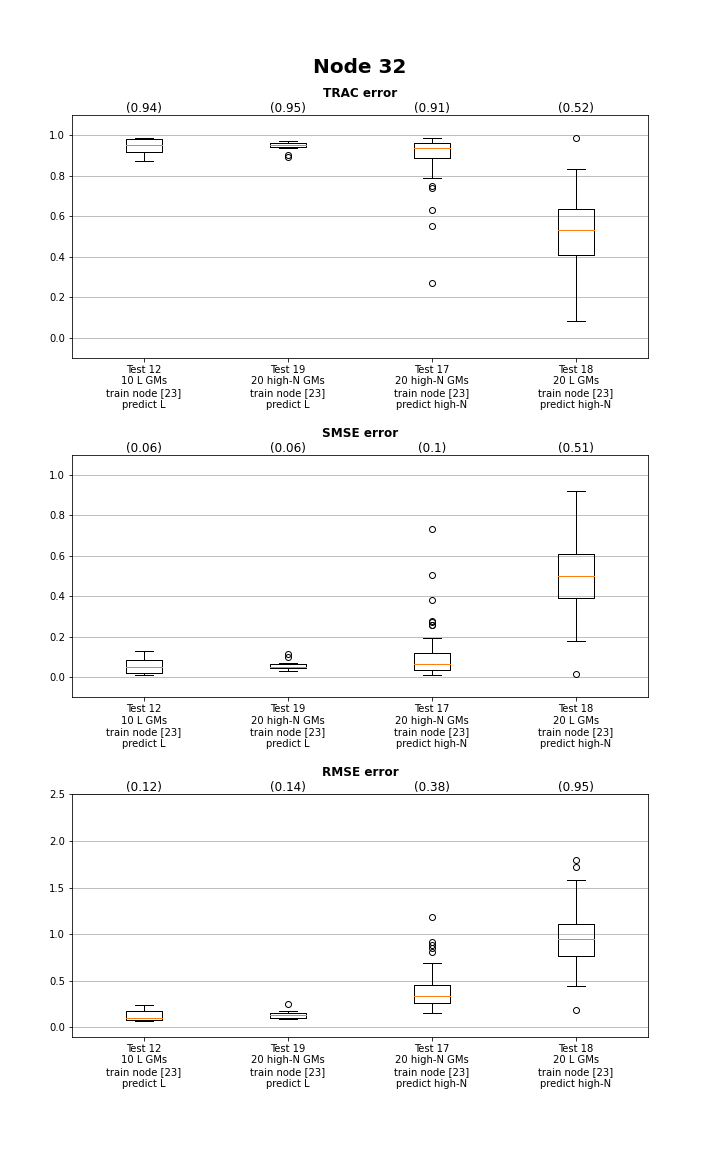 Node 32
TRAC error
(0.94) (0.95) (0.91) (0.52)
1.0
0.8
0.6
0.4
0.2
0.0
Test 12 Test 19 Test 17 Test 18
10 L GMs 20 high-N GMs 20 high-N GMs 20 L GMs
train node [23] train node [23] train node [23] train node [23]
predict L predict L predict high-N predict high-N
SMSE error
(0.06) (0.06) (0.1) (0.51)
1.0
0.8
0.6
0.4
0.2
0.0
Test 12 Test 19 Test 17 Test 18
10 L GMs 20 high-N GMs 20 high-N GMs 20 L GMs
train node [23] train node [23] train node [23] train node [23]
predict L predict L predict high-N predict high-N
RMSE error
(0.12) (0.14) (0.38) (0.95)
2.5
2.0
1.5
1.0
0.5
0.0
Test 12 Test 19 Test 17 Test 18
10 L GMs 20 high-N GMs 20 high-N GMs 20 L GMs
train node [23] train node [23] train node [23] train node [23]
predict L predict L predict high-N predict high-N